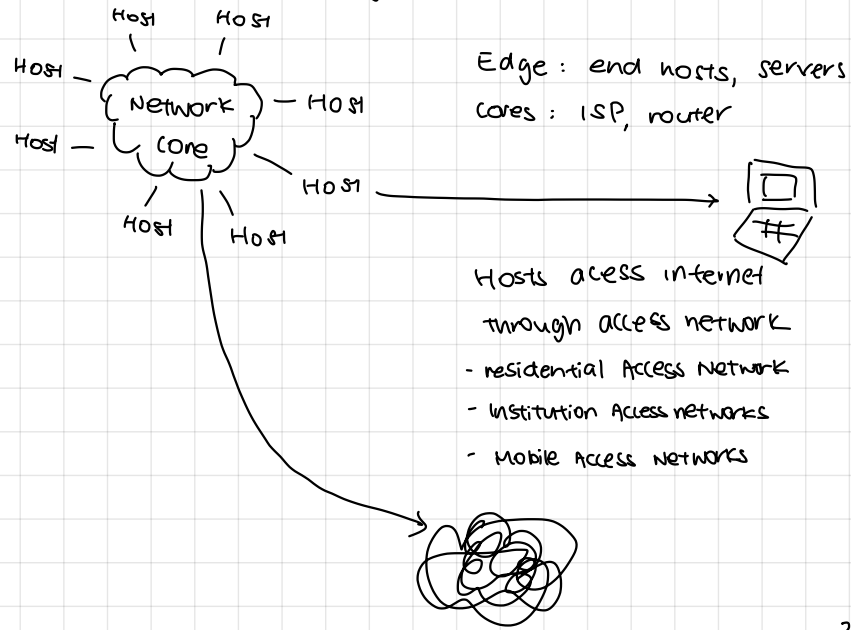 Host
Host
Host
Network
Host
Core
Host
Host
Host
Host
Edge : end hosts, servers
Cores : ISP, router
Hosts acess internet
through access network
- residential Access Network
- Institution Access networks
- Mobile Access Networks